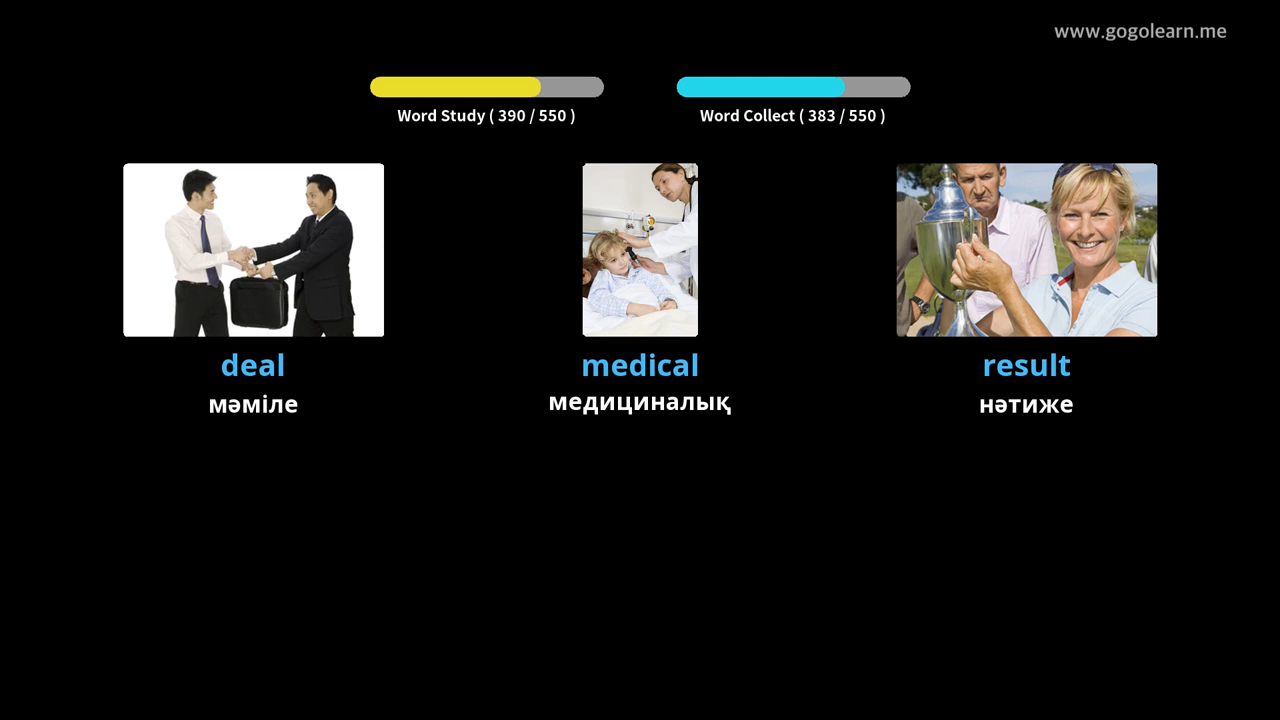 www.gogolearn.me
Word Study ( 390 / 550 )
Word Collect ( 383 / 550 )
deal
medical
result
мәміле
медициналық
нәтиже